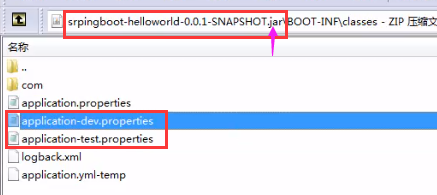 srpingboot-helloworld-0.0.1-SNAPSHOT.jar\BOOT-INF\classes - ZIP 压缩文
名称
..
com
application.properties
application-dev.properties
application-test.properties
logback.xml
application.yml-temp